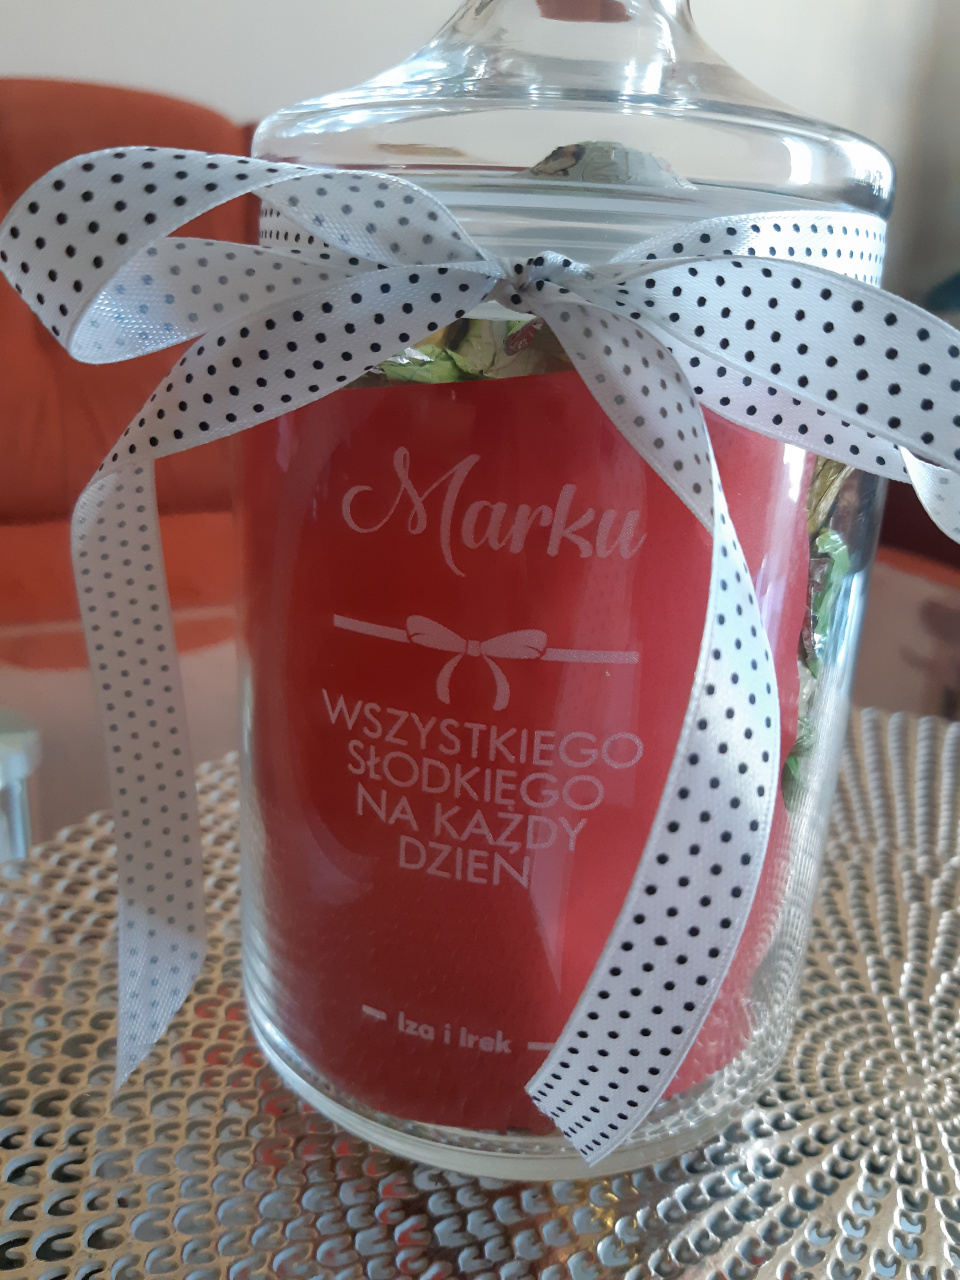 Marku
WSZYSTKIEGO
SŁODKIEGO
NA KAŻDY
DZIEŃ
Iza i Irek